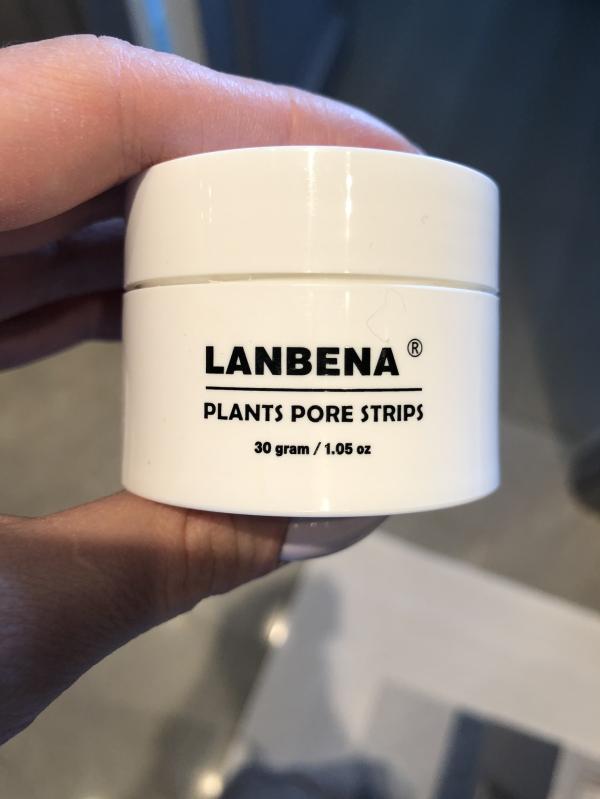 LANBENA ®
PLANTS PORE STRIPS
30 gram / 1.05 oz